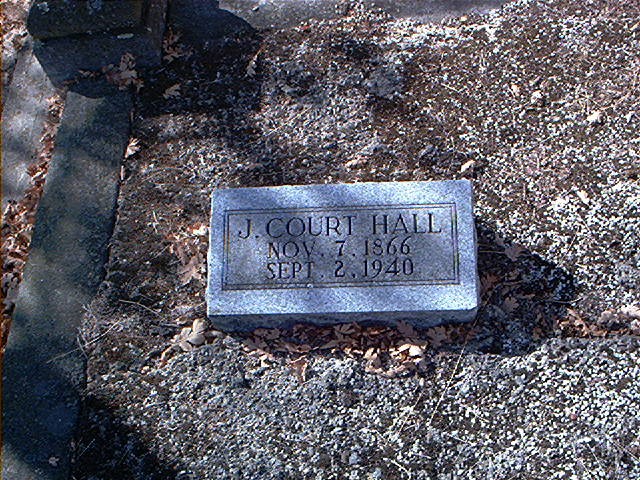 J. COURT HALL
NOV. 7. 1866
SEPT. 2, 1940